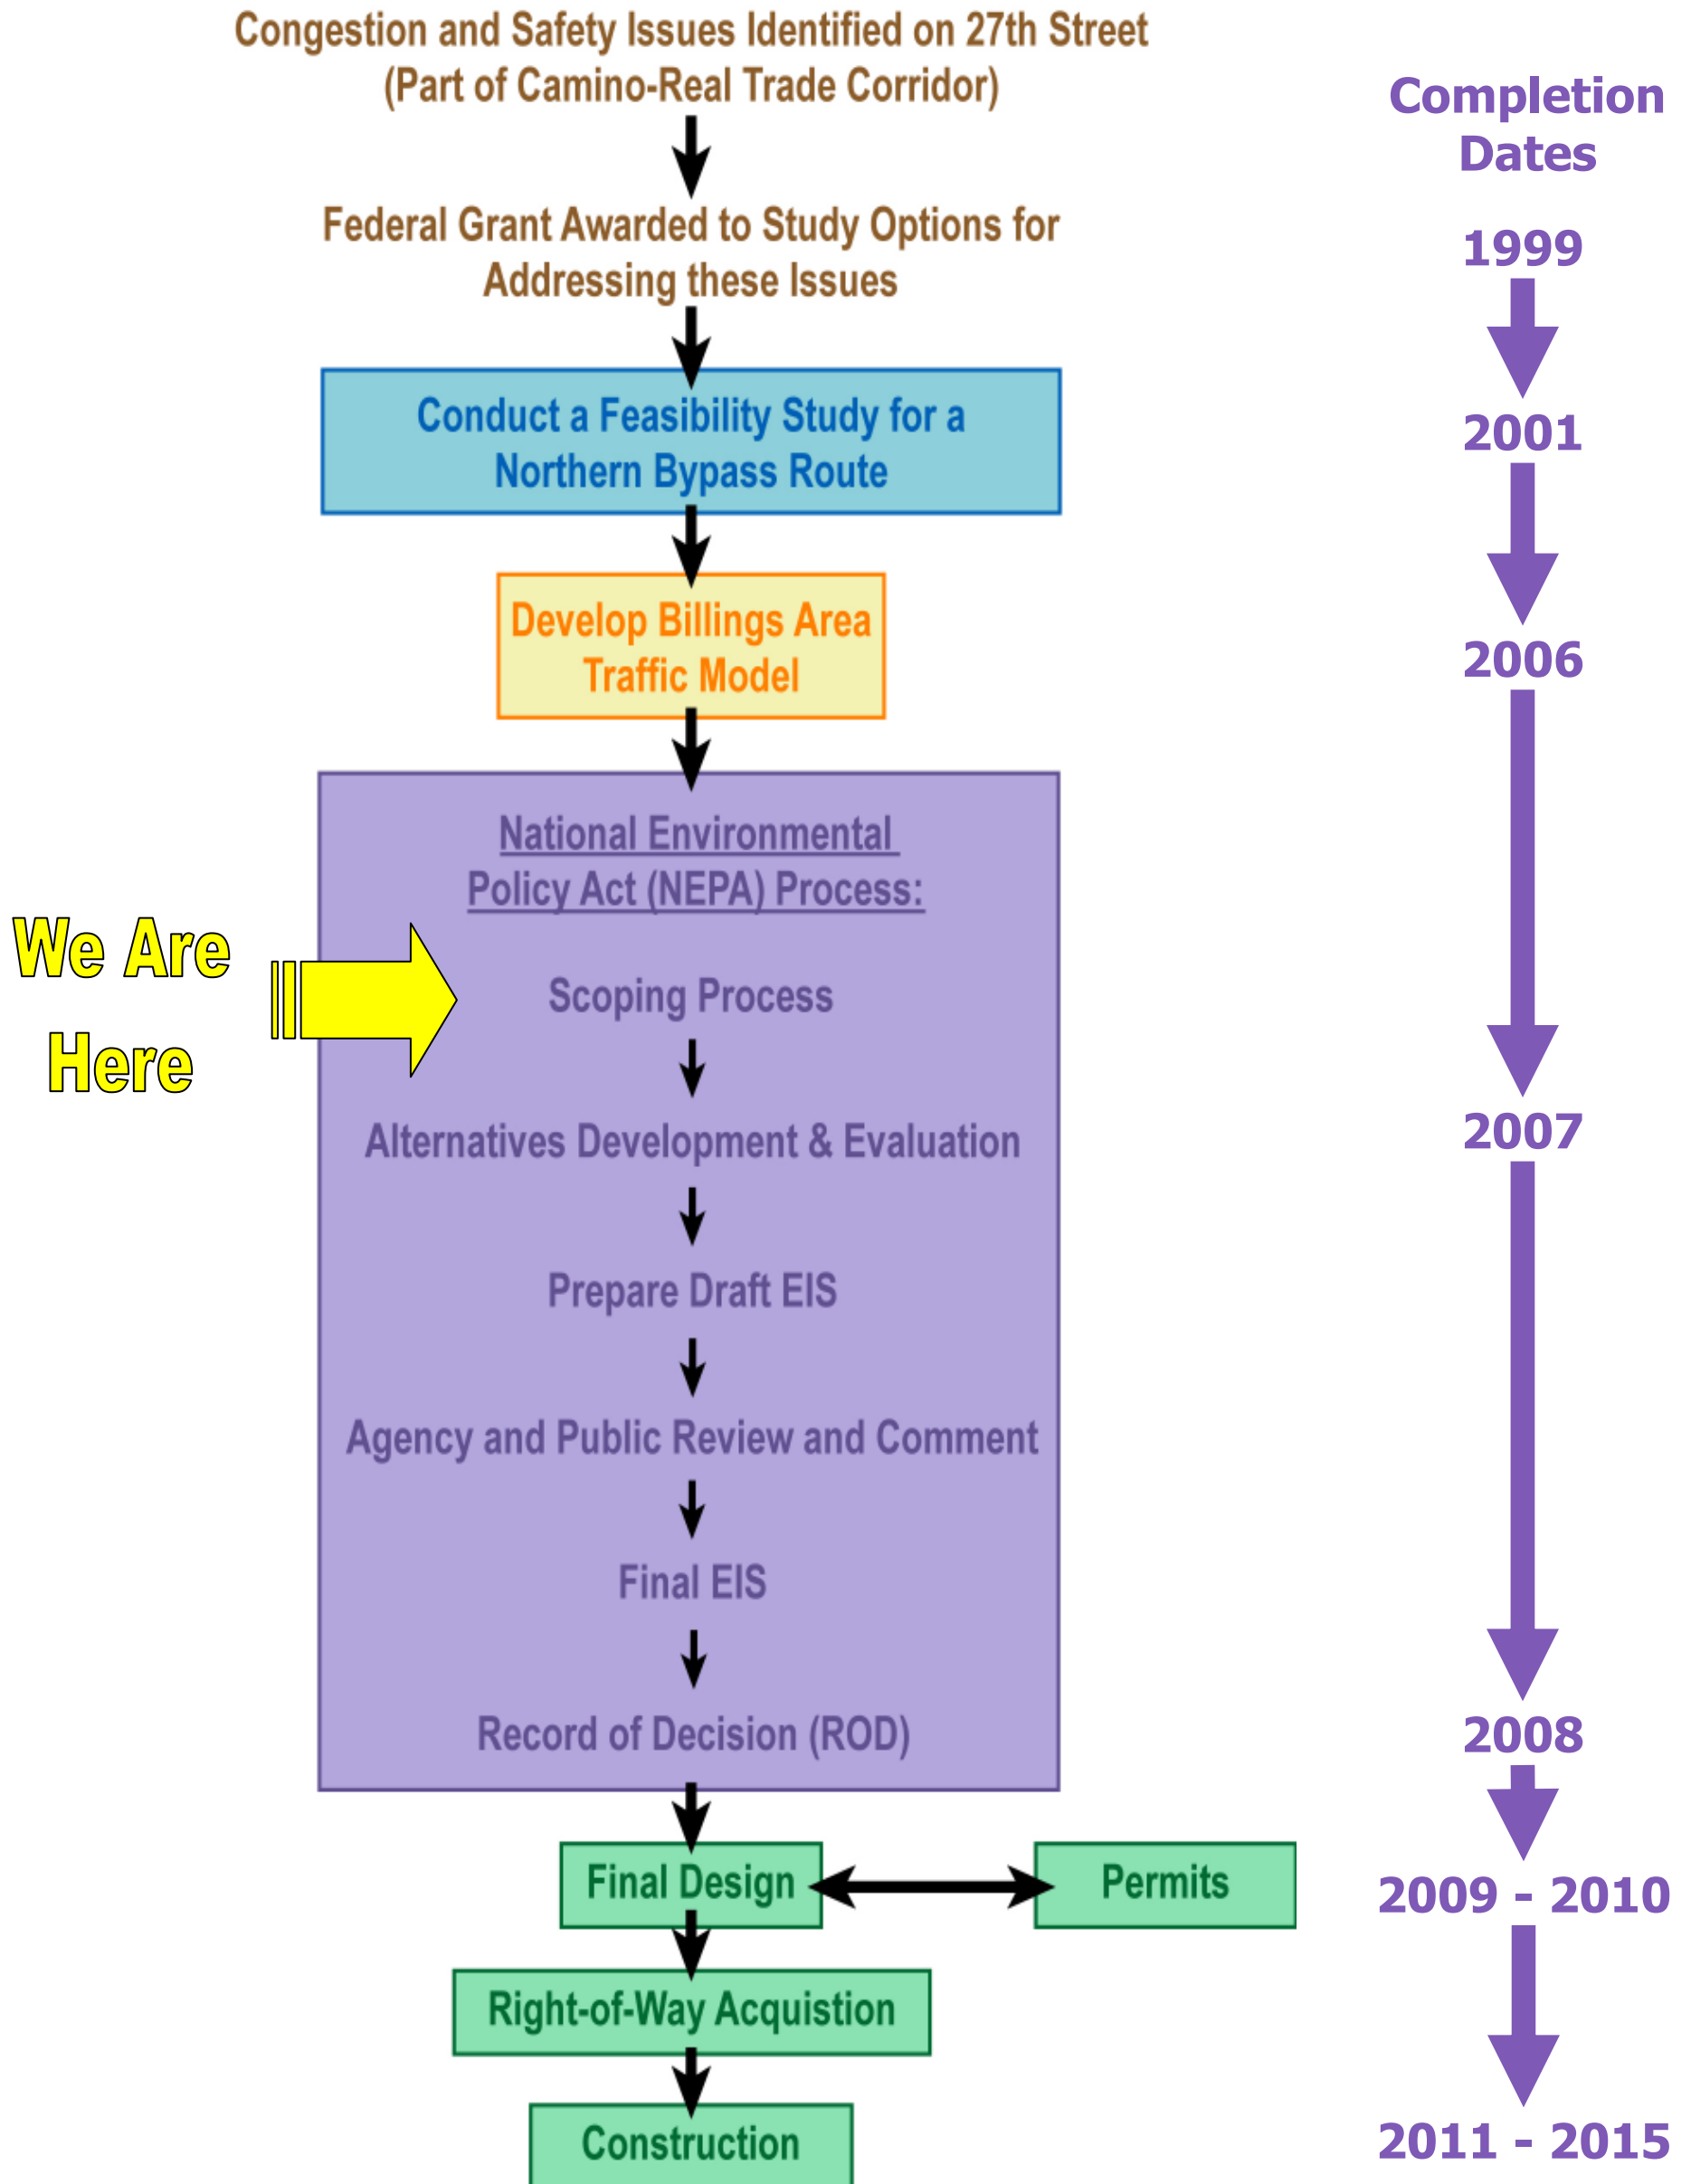 Congestion and Safety Issues Identified on 27th Street
(Part of Camino-Real Trade Corridor)
Completion
Dates
Federal Grant Awarded to Study Options for
Addressing these Issues
1999
Conduct a Feasibility Study for a
Northern Bypass Route
2001
Develop Billings Area
Traffic Model
2006
National Environmental
Policy Act (NEPA) Process:
We Are
Here
Scoping Process
Alternatives Development & Evaluation
2007
Prepare Draft EIS
Agency and Public Review and Comment
Final EIS
Record of Decision (ROD)
2008
Final Design
Permits
2009 - 2010
Right-of-Way Acquistion
Construction
2011 - 2015